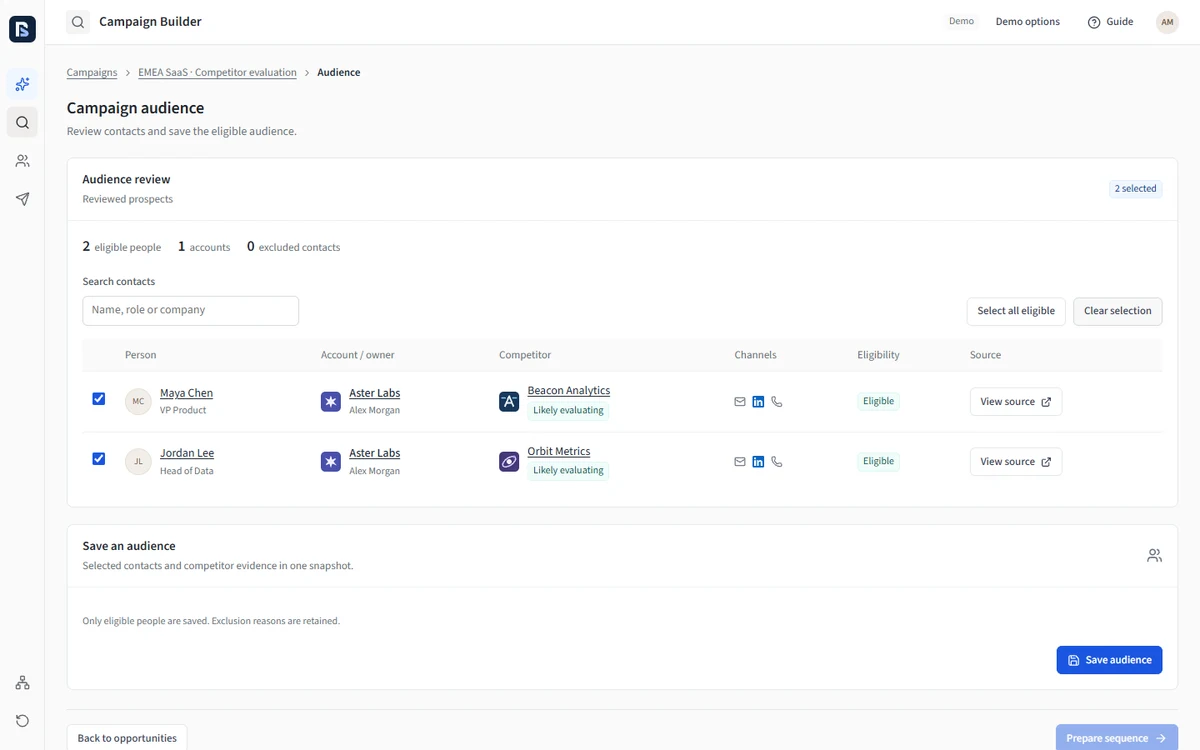 Campaign Builder
Demo
Demo options
Guide
AM
Campaigns > EMEA SaaS · Competitor evaluation > Audience
Campaign audience
Review contacts and save the eligible audience.
Audience review
Reviewed prospects
2 selected
2 eligible people 1 accounts 0 excluded contacts
Search contacts
Name, role or company
Select all eligible
Clear selection
Person Account / owner Competitor Channels Eligibility Source
MC
Maya Chen
VP Product
Aster Labs
Alex Morgan
Beacon Analytics
Likely evaluating
Eligible
View source
JL
Jordan Lee
Head of Data
Aster Labs
Alex Morgan
Orbit Metrics
Likely evaluating
Eligible
View source
Save an audience
Selected contacts and competitor evidence in one snapshot.
Only eligible people are saved. Exclusion reasons are retained.
Save audience
Back to opportunities
Prepare sequence